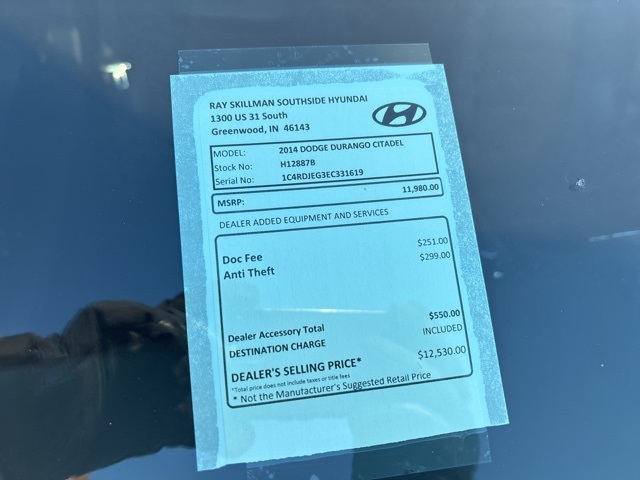 RAY SKILLMAN SOUTHSIDE HYUNDAI
1300 US 31 South
Greenwood, IN 46143
MODEL: 2014 DODGE DURANGO CITADEL
Stock No: H12887B
Serial No: 1C4RDJEG3EC331619
MSRP: 11,980.00
DEALER ADDED EQUIPMENT AND SERVICES
Doc Fee $251.00
Anti Theft $299.00
Dealer Accessory Total $550.00
DESTINATION CHARGE INCLUDED
DEALER'S SELLING PRICE* $12,530.00
*Total price does not include taxes or title fees
* Not the Manufacturer's Suggested Retail Price